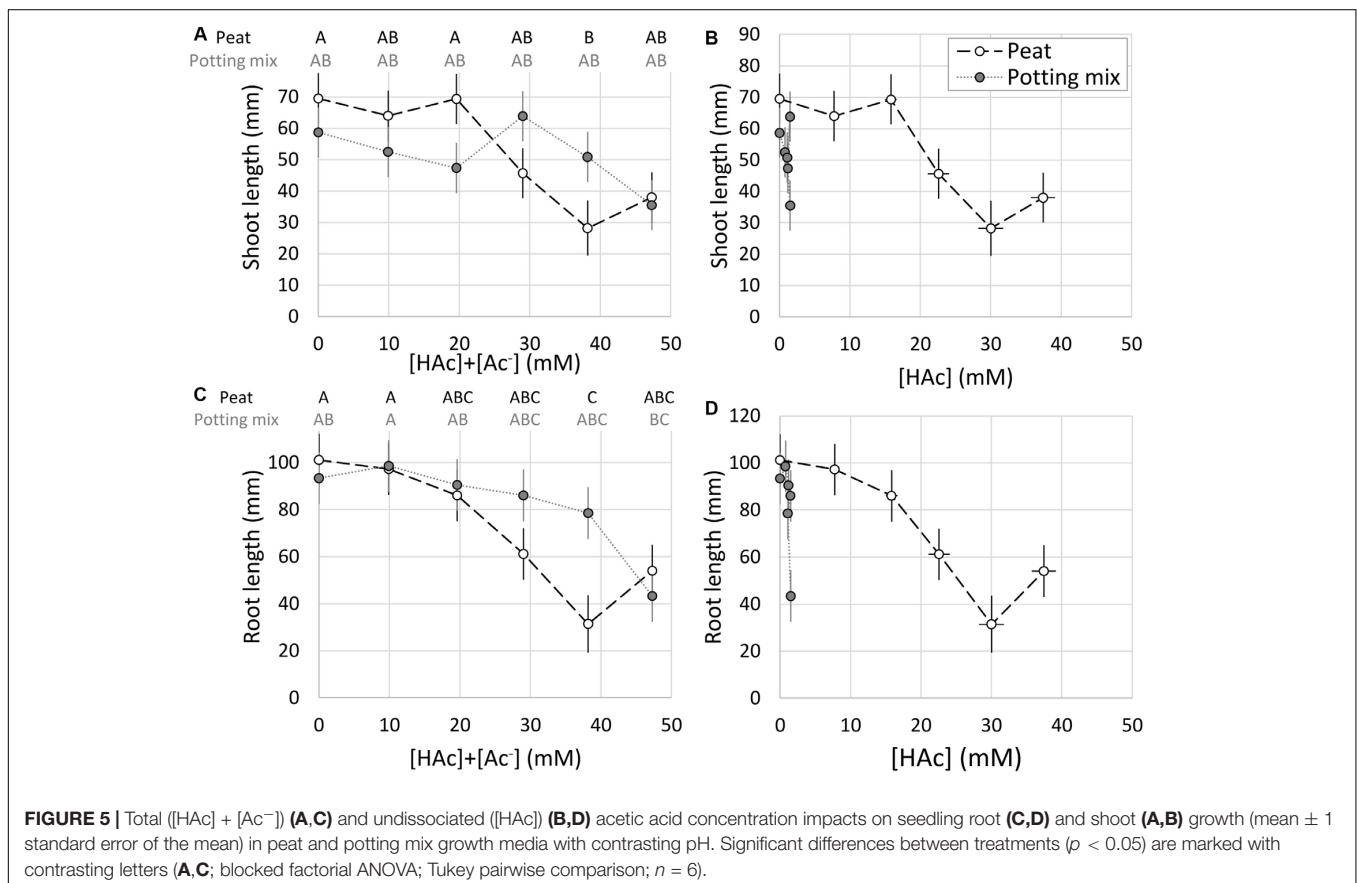 A Peat A AB A AB B AB
Potting mix AB AB AB AB AB AB
Shoot length (mm)
70
60
50
40
30
20
10
0
0 10 20 30 40 50
[HAc]+[Ac⁻] (mM)
B
Peat
Potting mix
Shoot length (mm)
90
80
70
60
50
40
30
20
10
0
0 10 20 30 40 50
[HAc] (mM)
C Peat A A ABC ABC C ABC
Potting mix AB A AB ABC ABC BC
Root length (mm)
100
80
60
40
20
0
0 10 20 30 40 50
[HAc]+[Ac⁻] (mM)
D
Root length (mm)
120
100
80
60
40
20
0
0 10 20 30 40 50
[HAc] (mM)
FIGURE 5 | Total ([HAc] + [Ac⁻]) (A,C) and undissociated ([HAc]) (B,D) acetic acid concentration impacts on seedling root (C,D) and shoot (A,B) growth (mean ± 1
standard error of the mean) in peat and potting mix growth media with contrasting pH. Significant differences between treatments (p < 0.05) are marked with
contrasting letters (A,C; blocked factorial ANOVA; Tukey pairwise comparison; n = 6).